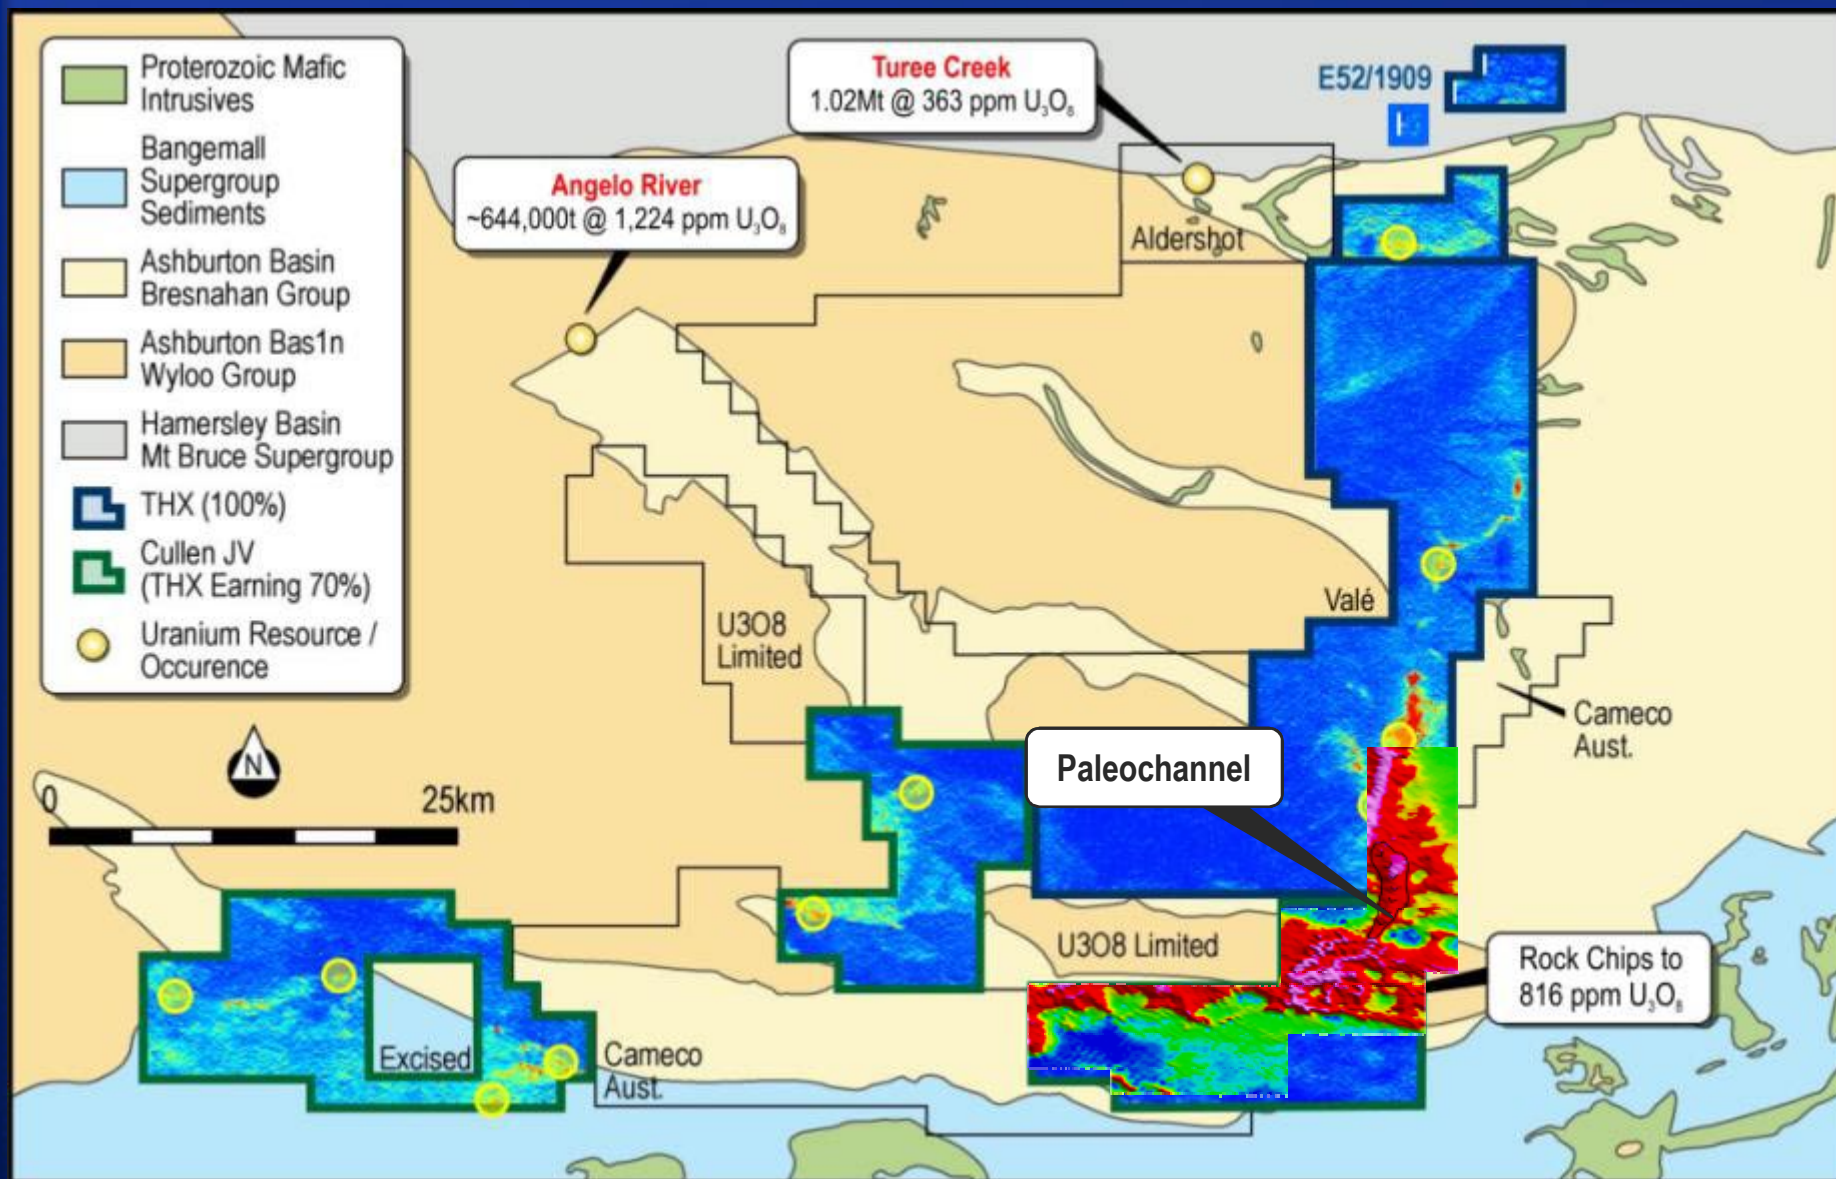 Proterozoic Mafic
Intrusives
Bangemall
Supergroup
Sediments
Ashburton Basin
Bresnahan Group
Ashburton Bas1n
Wyloo Group
Hamersley Basin
Mt Bruce Supergroup
THX (100%)
Cullen JV
(THX Earning 70%)
Uranium Resource /
Occurence
N
0
25km
Turee Creek
1.02Mt @ 363 ppm U₃O₈
Angelo River
~644,000t @ 1,224 ppm U₃O₈
E52/1909
Aldershot
U3O8
Limited
Valé
Cameco
Aust.
Paleochannel
U3O8 Limited
Rock Chips to
816 ppm U₃O₈
Excised
Cameco
Aust.